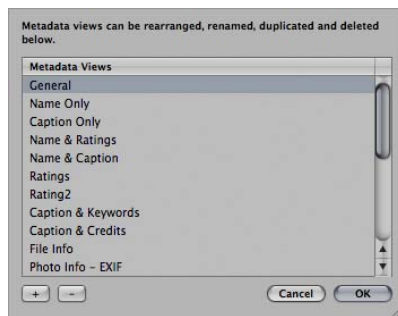 Metadata views can be rearranged, renamed, duplicated and deleted
below.
Metadata Views
General
Name Only
Caption Only
Name & Ratings
Name & Caption
Ratings
Rating2
Caption & Keywords
Caption & Credits
File Info
Photo Info - EXIF
+ - Cancel OK